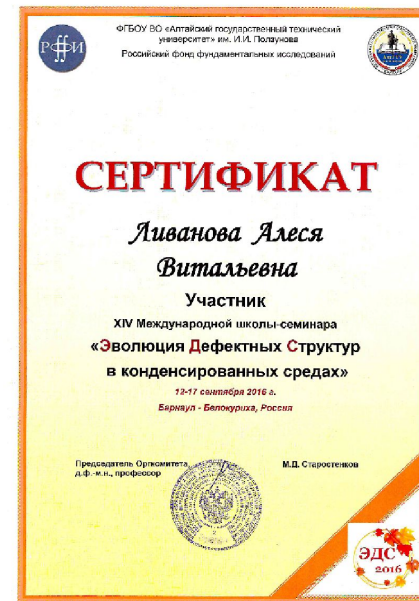 РФФИ
ФГБОУ ВО «Алтайский государственный технический
университет» им. И.И. Ползунова
Российский фонд фундаментальных исследований
СЕРТИФИКАТ
Ливанова Алеся
Витальевна
Участник
XIV Международной школы-семинара
«Эволюция Дефектных Структур
в конденсированных средах»
12-17 сентября 2016 г.
Барнаул - Белокуриха, Россия
Председатель Оргкомитета,
д.ф.-м.н., профессор
М.Д. Старостенков
ЭДС
2016